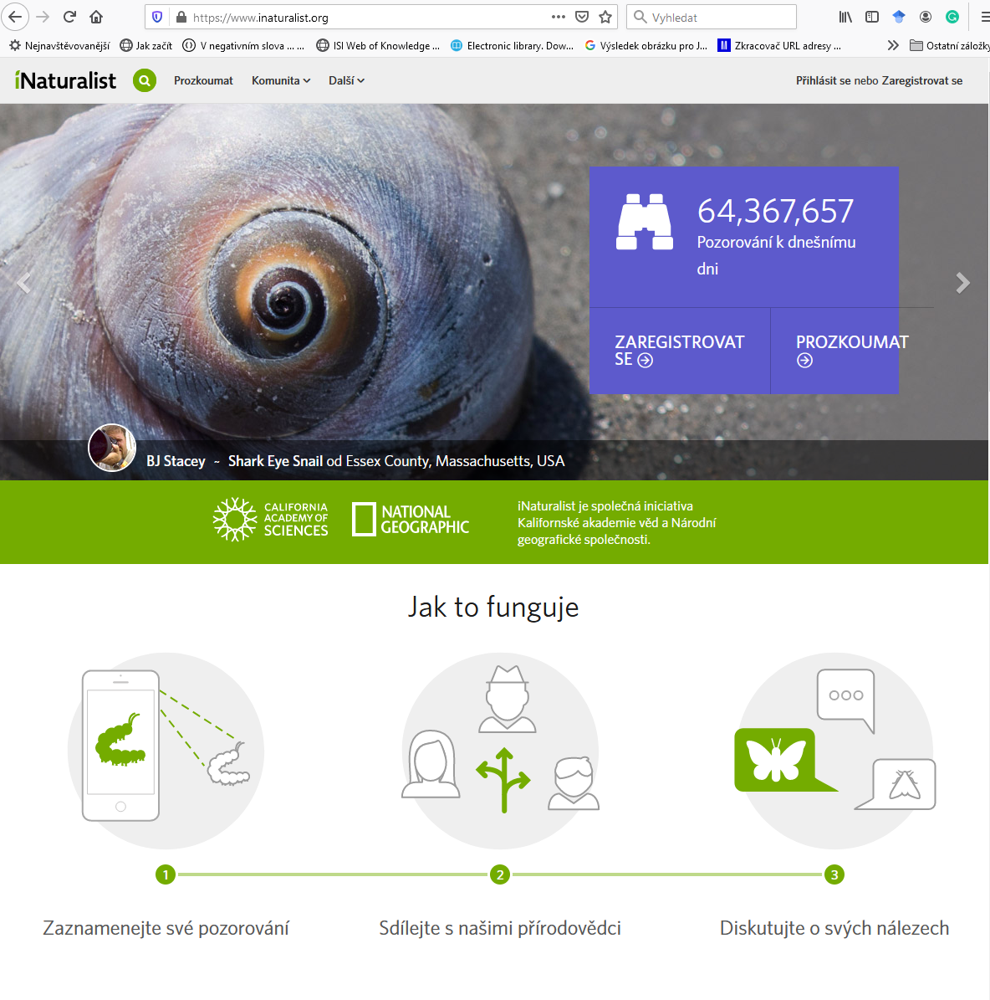 https://www.inaturalist.org
Vyhledat
Nejnavštěvovanější
Jak začít
V negativním slova ... ...
ISI Web of Knowledge ...
Electronic library. Dow...
Výsledek obrázku pro J...
Zkracovač URL adresy ...
Ostatní záložky
iNaturalist
Prozkoumat
Komunita
Další
Přihlásit se nebo Zaregistrovat se
64,367,657
Pozorování k dnešnímu
dni
ZAREGISTROVAT
SE
PROZKOUMAT
BJ Stacey ~ Shark Eye Snail od Essex County, Massachusetts, USA
CALIFORNIA
ACADEMY OF
SCIENCES
NATIONAL
GEOGRAPHIC
iNaturalist je společná iniciativa
Kalifornské akademie věd a Národní
geografické společnosti.
Jak to funguje
1
2
3
Zaznamenejte své pozorování
Sdílejte s našimi přírodovědci
Diskutujte o svých nálezech